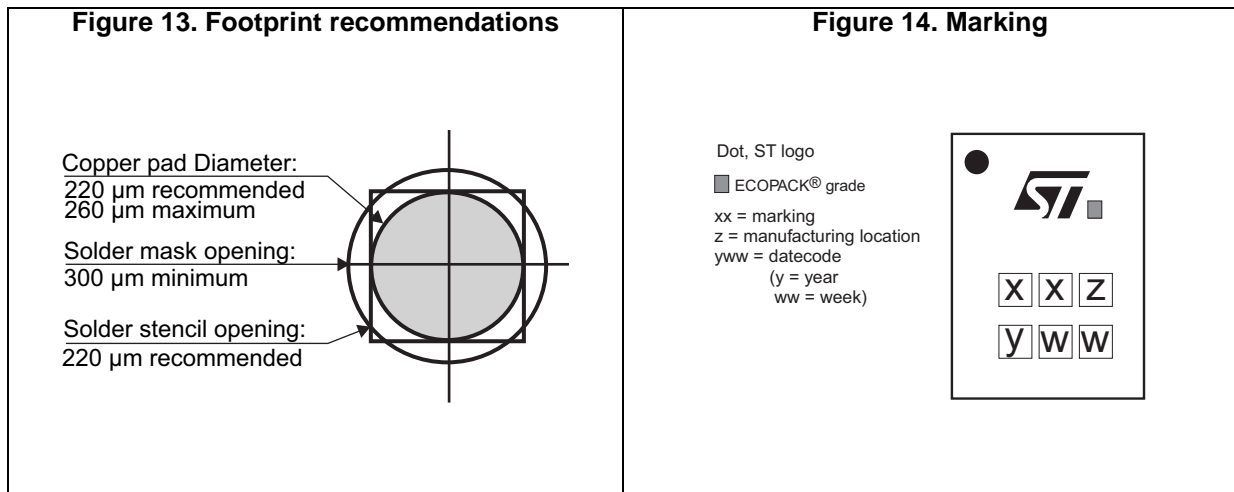 Figure 13. Footprint recommendations
Copper pad Diameter:
220 µm recommended
260 µm maximum
Solder mask opening:
300 µm minimum
Solder stencil opening:
220 µm recommended
Figure 14. Marking
Dot, ST logo
ECOPACK® grade
xx = marking
z = manufacturing location
yww = datecode
(y = year
ww = week)
ST
x x z
y w w